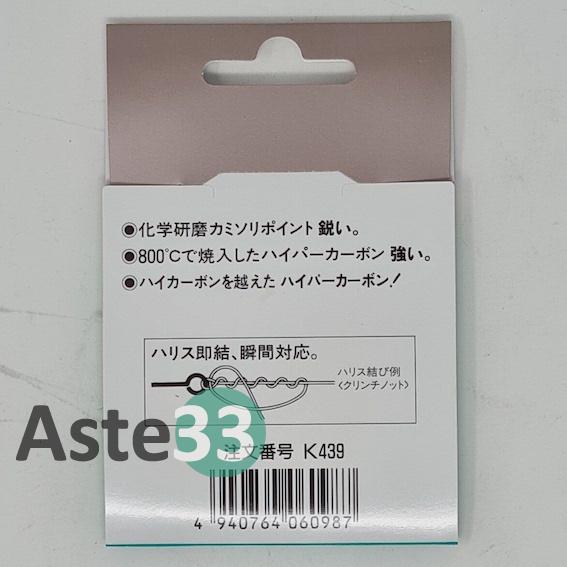 ◉化学研磨カミソリポイント 鋭い。
◉800℃で焼入したハイパーカーボン 強い。
◉ハイカーボンを越えた ハイパーカーボン!
ハリス即結、瞬間対応。
ハリス結び例
〈クリンチノット〉
Aste33
注文番号 K439
4 940764 060987